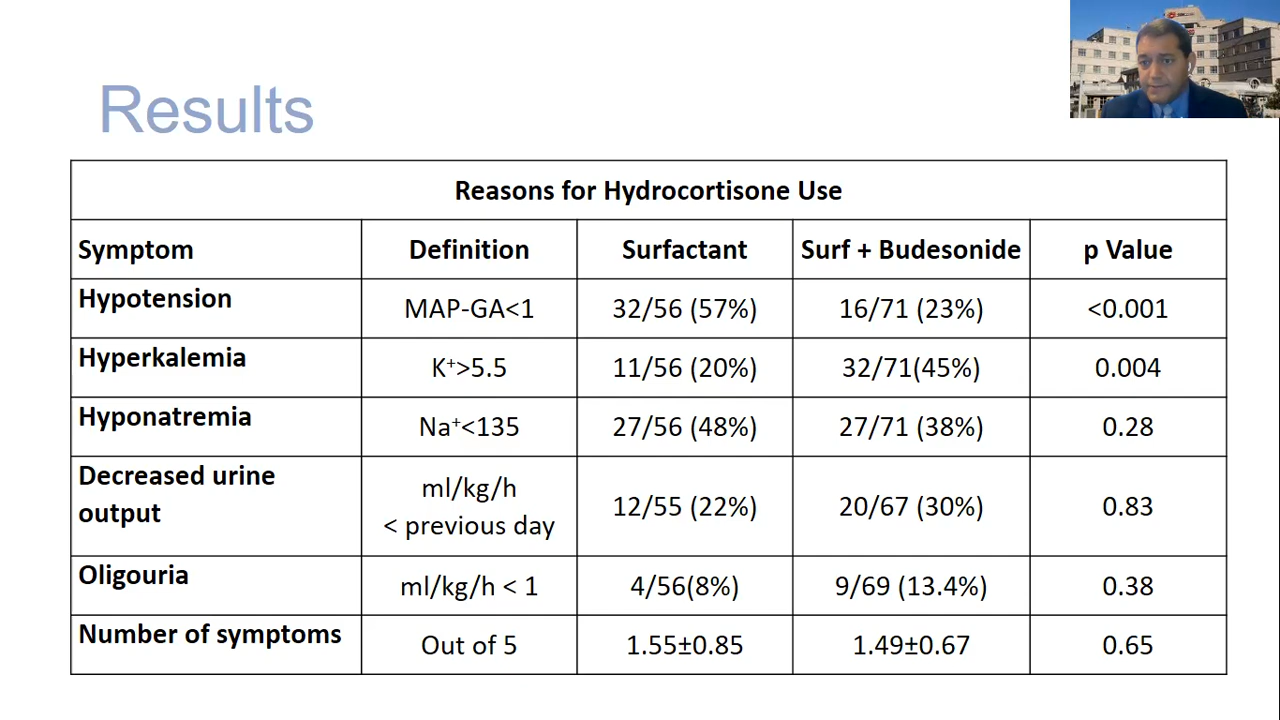 Results
Reasons for Hydrocortisone Use
Symptom Definition Surfactant Surf + Budesonide p Value
Hypotension MAP-GA<1 32/56 (57%) 16/71 (23%) <0.001
Hyperkalemia K⁺>5.5 11/56 (20%) 32/71(45%) 0.004
Hyponatremia Na⁺<135 27/56 (48%) 27/71 (38%) 0.28
Decreased urine
output
ml/kg/h
< previous day
12/55 (22%) 20/67 (30%) 0.83
Oligouria ml/kg/h < 1 4/56(8%) 9/69 (13.4%) 0.38
Number of symptoms Out of 5 1.55±0.85 1.49±0.67 0.65